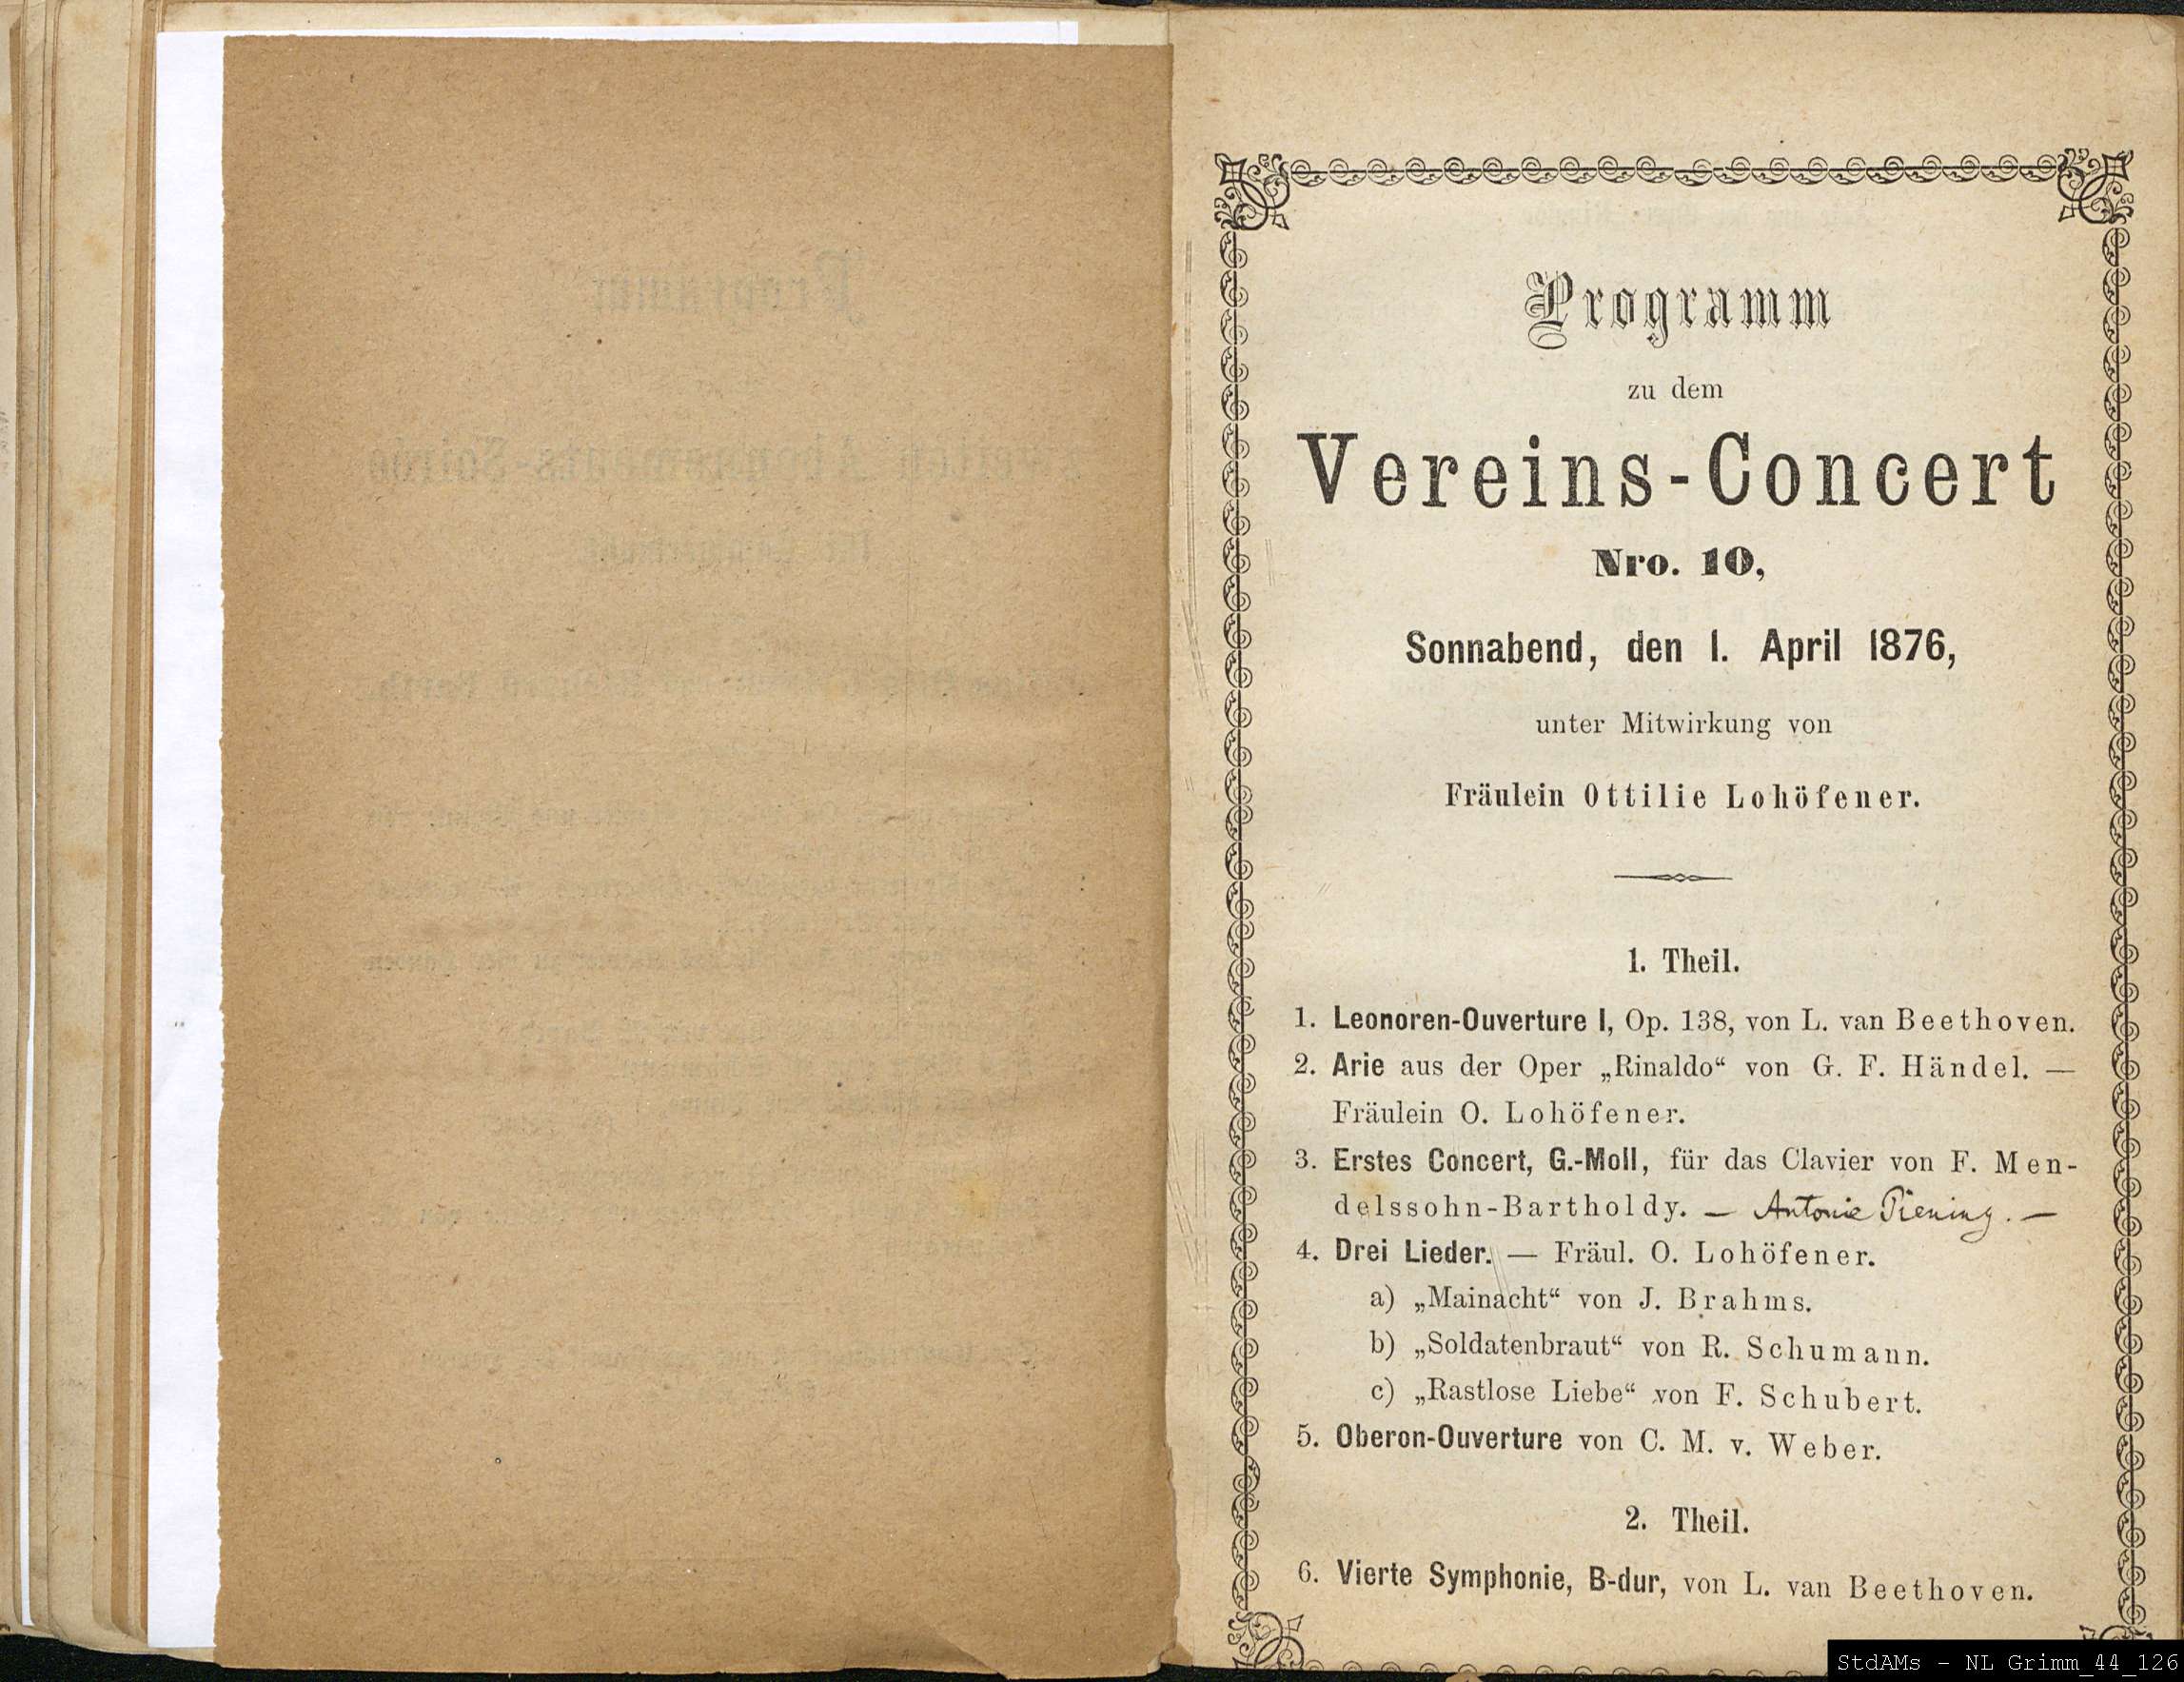 Programm
zu dem
Vereins-Concert
Nro. 10,
Sonnabend, den 1. April 1876,
unter Mitwirkung von
Fräulein Ottilie Lohöfener.
1. Theil.
1. Leonoren-Ouverture I, Op. 138, von L. van Beethoven.
2. Arie aus der Oper „Rinaldo“ von G. F. Händel. —
Fräulein O. Lohöfener.
3. Erstes Concert, G.-Moll, für das Clavier von F. Men-
delssohn-Bartholdy. — Antonie Piening. —
4. Drei Lieder. — Fräul. O. Lohöfener.
a) „Mainacht“ von J. Brahms.
b) „Soldatenbraut“ von R. Schumann.
c) „Rastlose Liebe“ von F. Schubert.
5. Oberon-Ouverture von C. M. v. Weber.
2. Theil.
6. Vierte Symphonie, B-dur, von L. van Beethoven.
StdAMs - NL Grimm_44_126